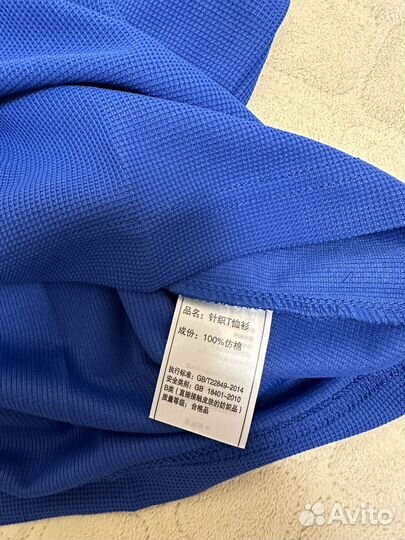 品名：针织T恤衫
成份：100%仿棉
执行标准：GB/T22849-2014
安全类别：GB 18401-2010
B类（直接接触皮肤的纺织品）
质量等级：合格品
Avito